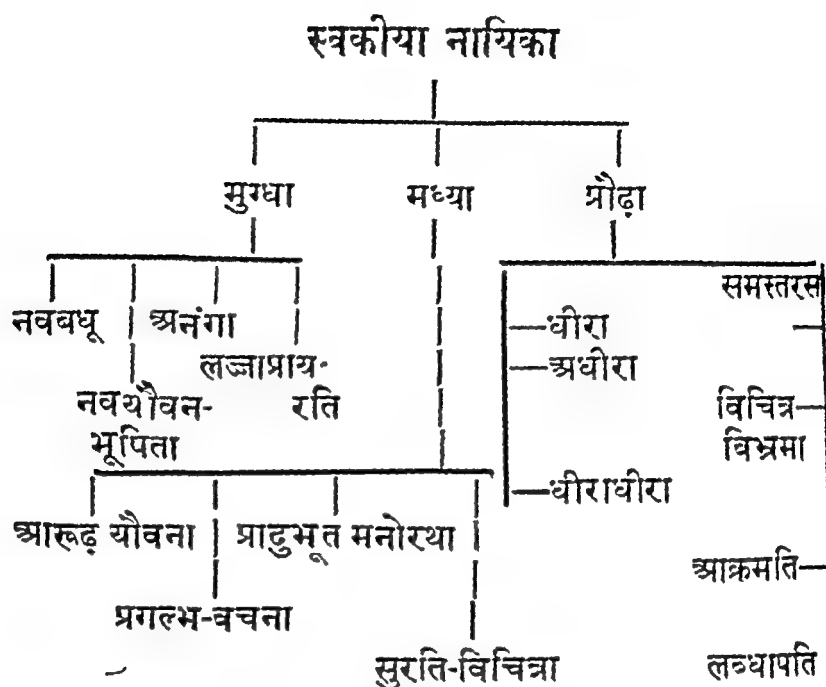 स्वकीया नायिका
मुग्धा मध्या प्रौढ़ा
समस्तरस
नवबधू अनंगा —धीरा
लज्जाप्राय- —अधीरा
नवयौवन- रति विचित्र—
भूषिता विभ्रमा
—धीराधीरा
आरूढ़ यौवना प्रादुभूत मनोरथा
आक्रमति—
प्रगल्भ-वचना
सुरति-विचित्रा लब्धापति